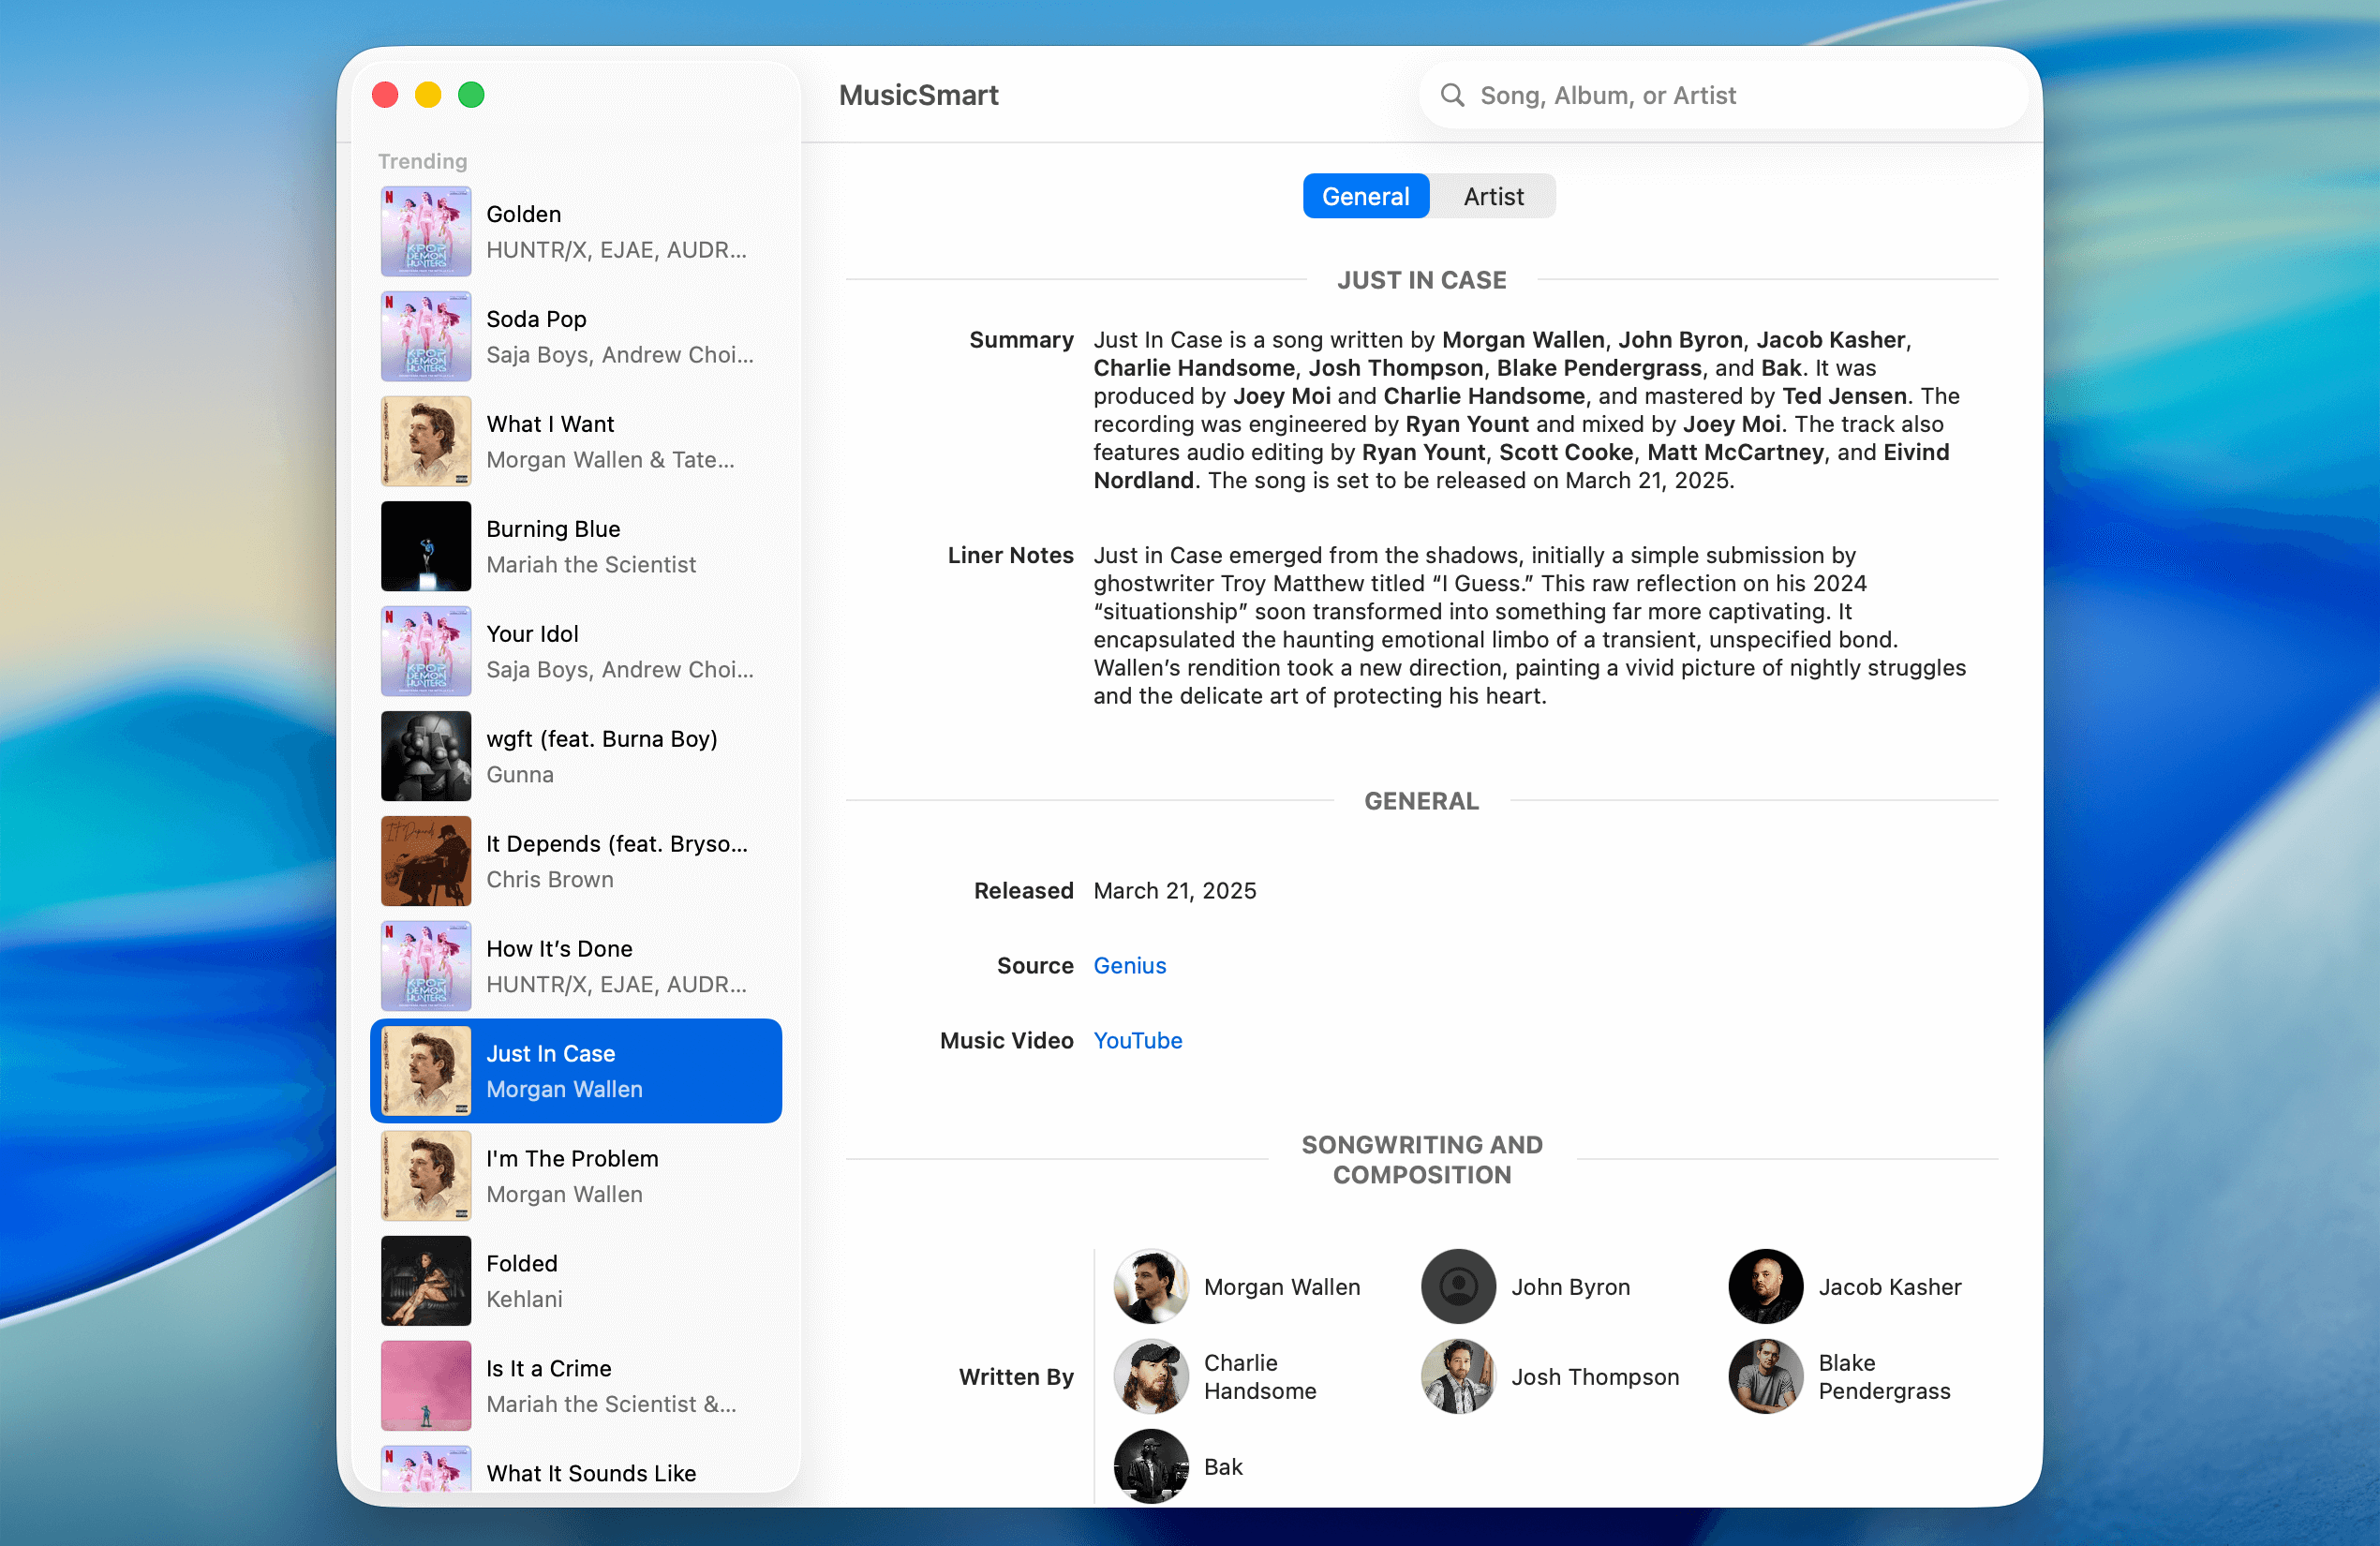 MusicSmart
Song, Album, or Artist
Trending
Golden
HUNTR/X, EJAE, AUDR...
Soda Pop
Saja Boys, Andrew Choi...
What I Want
Morgan Wallen & Tate...
Burning Blue
Mariah the Scientist
Your Idol
Saja Boys, Andrew Choi...
wgft (feat. Burna Boy)
Gunna
It Depends (feat. Bryso...
Chris Brown
How It’s Done
HUNTR/X, EJAE, AUDR...
Just In Case
Morgan Wallen
I'm The Problem
Morgan Wallen
Folded
Kehlani
Is It a Crime
Mariah the Scientist &...
What It Sounds Like
General
Artist
JUST IN CASE
Summary
Just In Case is a song written by Morgan Wallen, John Byron, Jacob Kasher,
Charlie Handsome, Josh Thompson, Blake Pendergrass, and Bak. It was
produced by Joey Moi and Charlie Handsome, and mastered by Ted Jensen. The
recording was engineered by Ryan Yount and mixed by Joey Moi. The track also
features audio editing by Ryan Yount, Scott Cooke, Matt McCartney, and Eivind
Nordland. The song is set to be released on March 21, 2025.
Liner Notes
Just in Case emerged from the shadows, initially a simple submission by
ghostwriter Troy Matthew titled “I Guess.” This raw reflection on his 2024
“situationship” soon transformed into something far more captivating. It
encapsulated the haunting emotional limbo of a transient, unspecified bond.
Wallen’s rendition took a new direction, painting a vivid picture of nightly struggles
and the delicate art of protecting his heart.
GENERAL
Released
March 21, 2025
Source
Genius
Music Video
YouTube
SONGWRITING AND
COMPOSITION
Written By
Morgan Wallen
John Byron
Jacob Kasher
Charlie
Handsome
Josh Thompson
Blake
Pendergrass
Bak